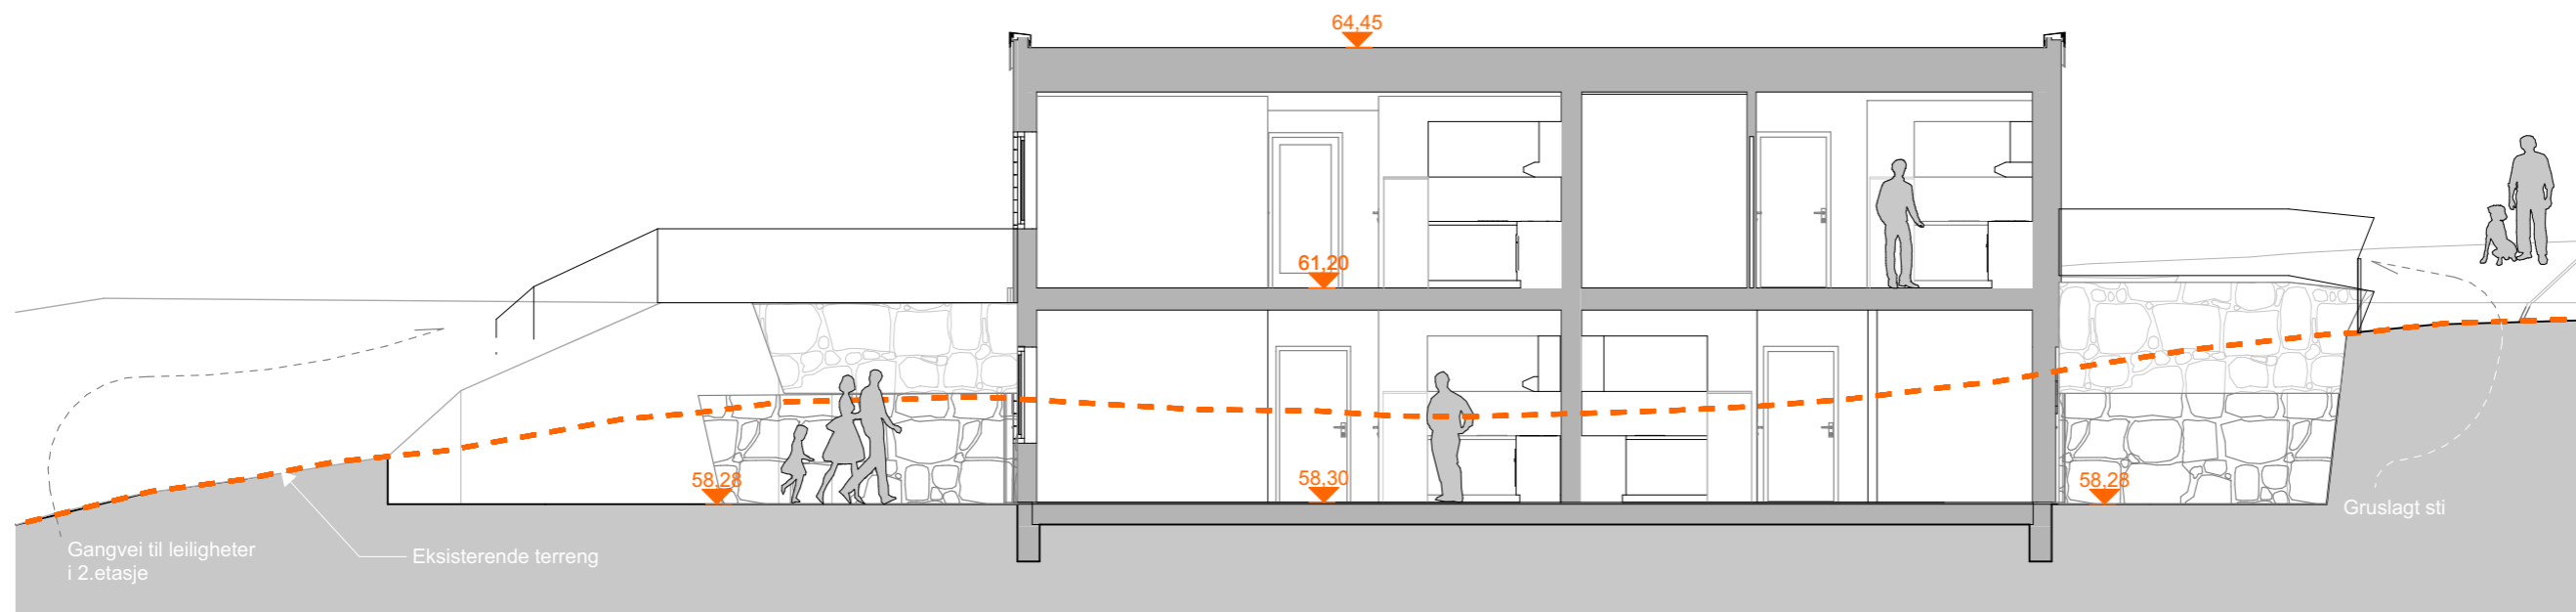 64,45
61,20
58,28
58,30
58,28
Gruslagt sti
Gangvei til leiligheter
i 2.etasje
Eksisterende terreng